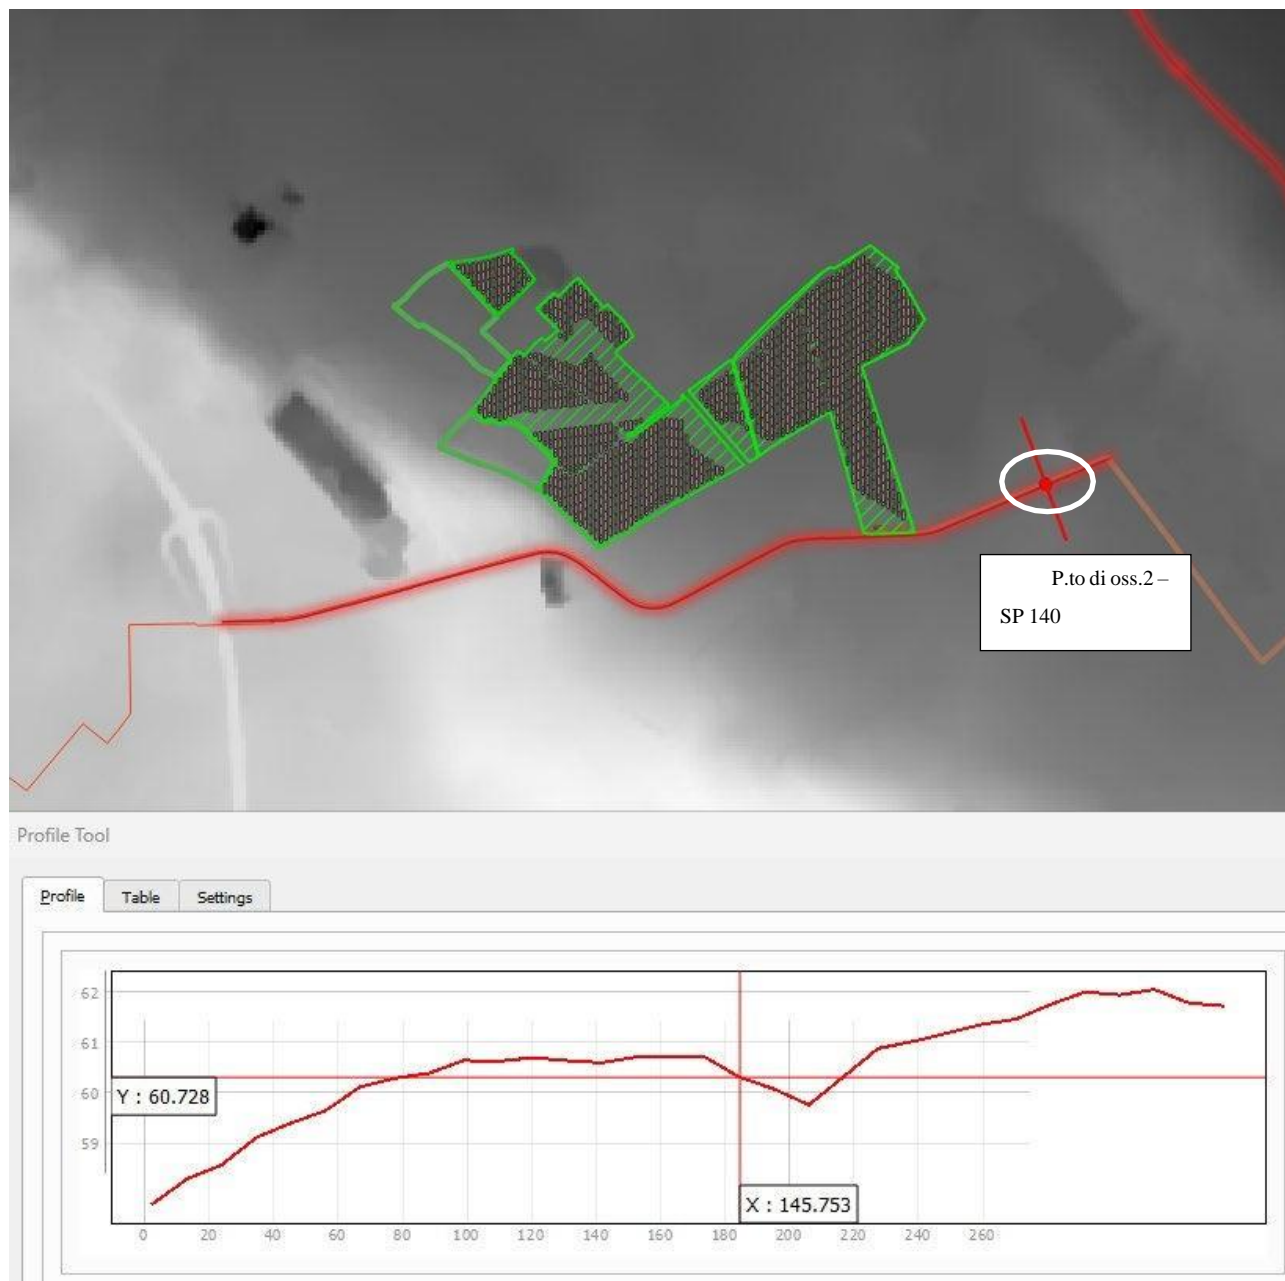 P.to di oss.2 –
SP 140
Profile Tool
Profile Table Settings
62
61
60
59
Y : 60.728
X : 145.753
0 20 40 60 80 100 120 140 160 180 200 220 240 260